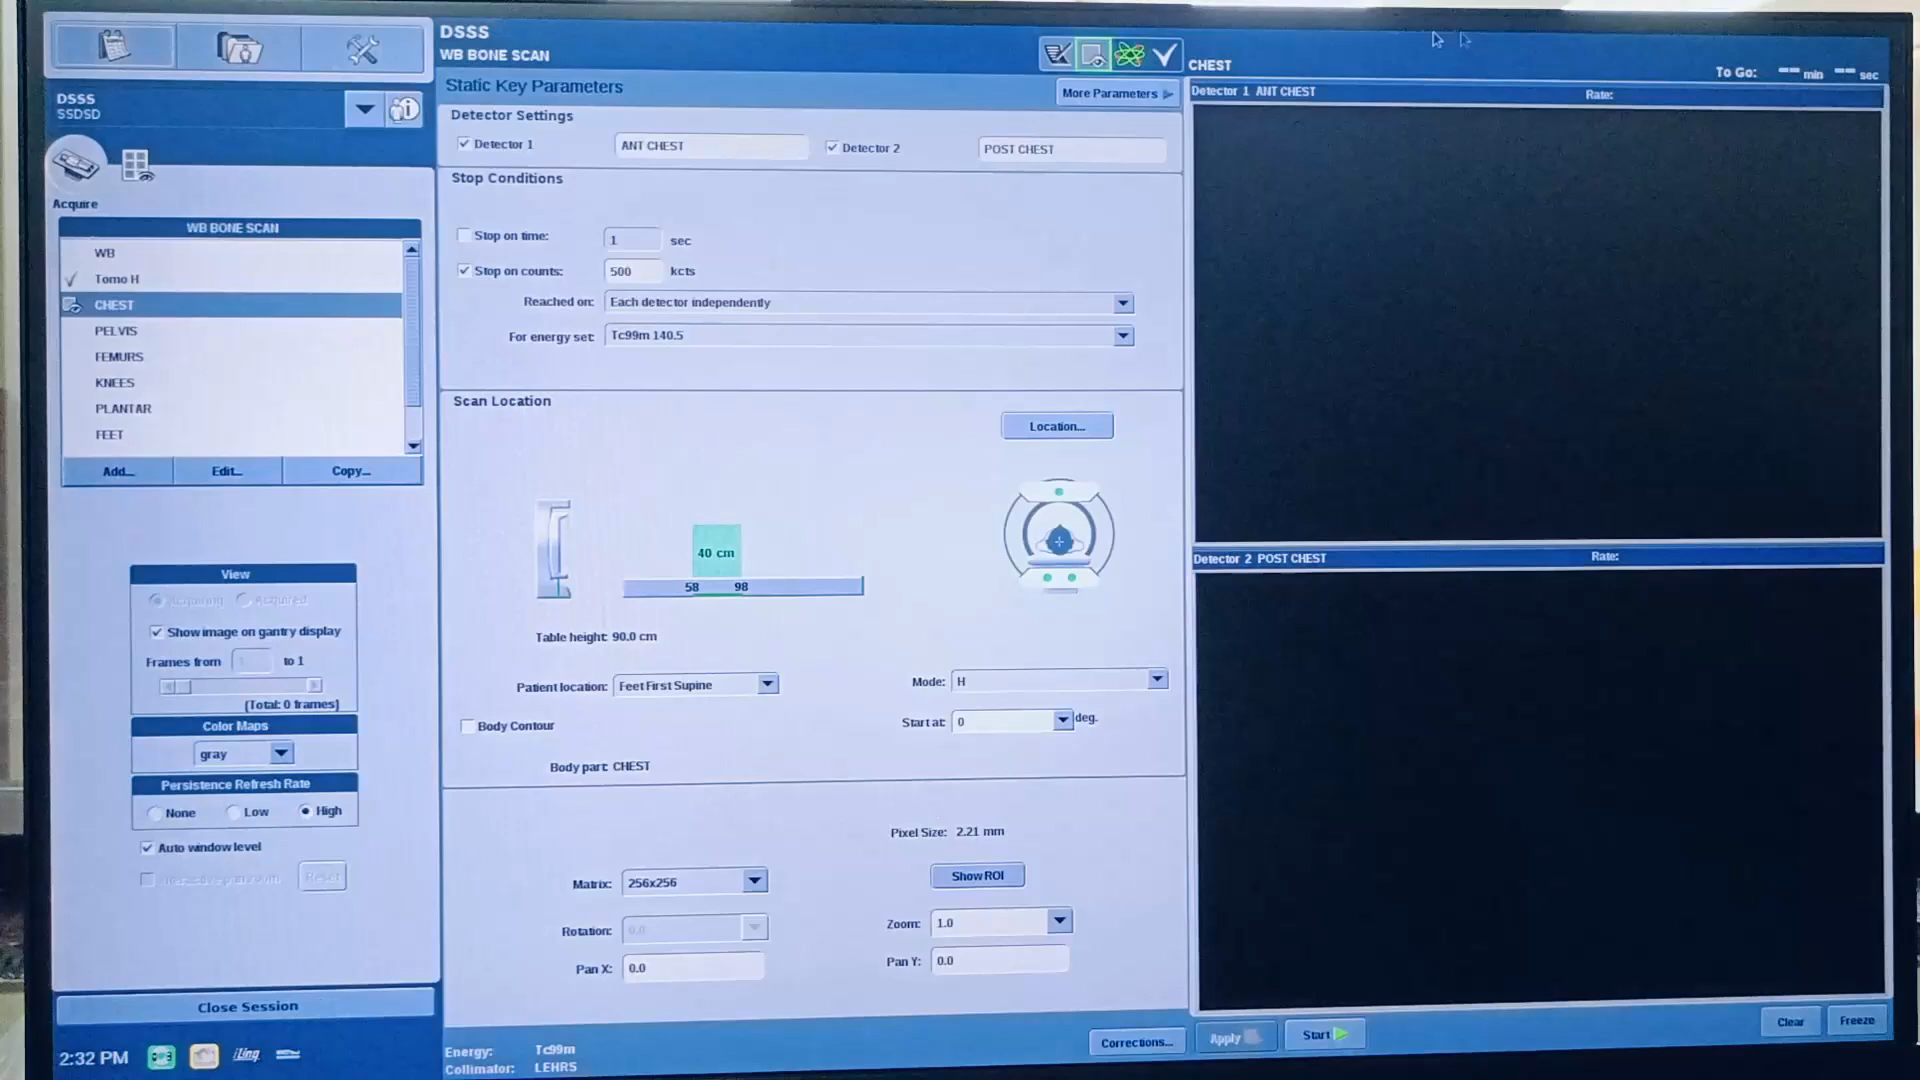 DSSS
WB BONE SCAN
CHEST
To Go: -- min -- sec
DSSS
SSDSD
Static Key Parameters
More Parameters
Detector Settings
Detector 1
ANT CHEST
Detector 2
POST CHEST
Stop Conditions
Stop on time:
1
sec
Stop on counts:
500
kcts
Reached on:
Each detector independently
For energy set:
Tc99m 140.5
Acquire
WB BONE SCAN
WB
Tomo H
CHEST
PELVIS
FEMURS
KNEES
PLANTAR
FEET
Add...
Edit...
Copy...
Scan Location
Location...
40 cm
58
98
Table height: 90.0 cm
Patient location:
Feet First Supine
Mode:
H
Body Contour
Start at:
0
deg.
Body part: CHEST
View
Acquiring
Acquired
Show image on gantry display
Frames from
1
to 1
(Total: 0 frames)
Color Maps
gray
Persistence Refresh Rate
None
Low
High
Auto window level
Reset
Pixel Size: 2.21 mm
Matrix:
256x256
Show ROI
Rotation:
0.0
Zoom:
1.0
Pan X:
0.0
Pan Y:
0.0
Detector 1 ANT CHEST
Rate:
Detector 2 POST CHEST
Rate:
Close Session
2:32 PM
iLinq
Energy: Tc99m
Collimator: LEHRS
Corrections...
Apply
Start
Clear
Freeze